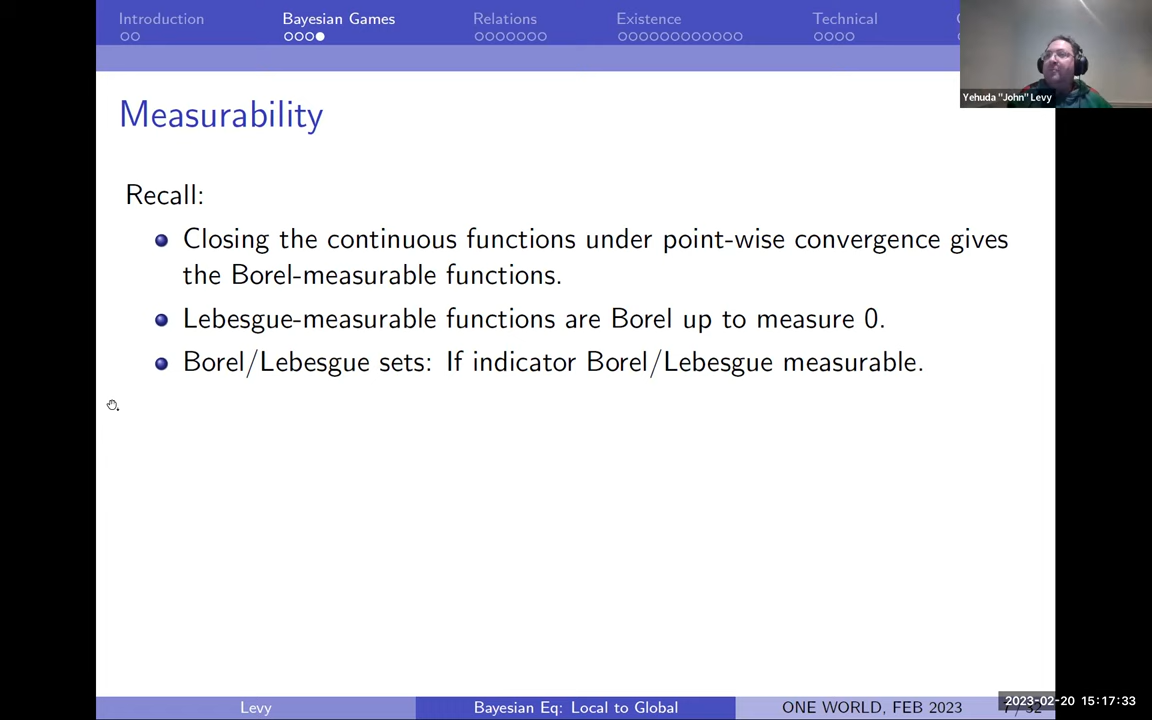 Introduction
Bayesian Games
Relations
Existence
Technical
Yehuda "John" Levy
Measurability
Recall:
Closing the continuous functions under point-wise convergence gives
the Borel-measurable functions.
Lebesgue-measurable functions are Borel up to measure 0.
Borel/Lebesgue sets: If indicator Borel/Lebesgue measurable.
Levy
Bayesian Eq: Local to Global
ONE WORLD, FEB 2023
2023-02-20 15:17:33